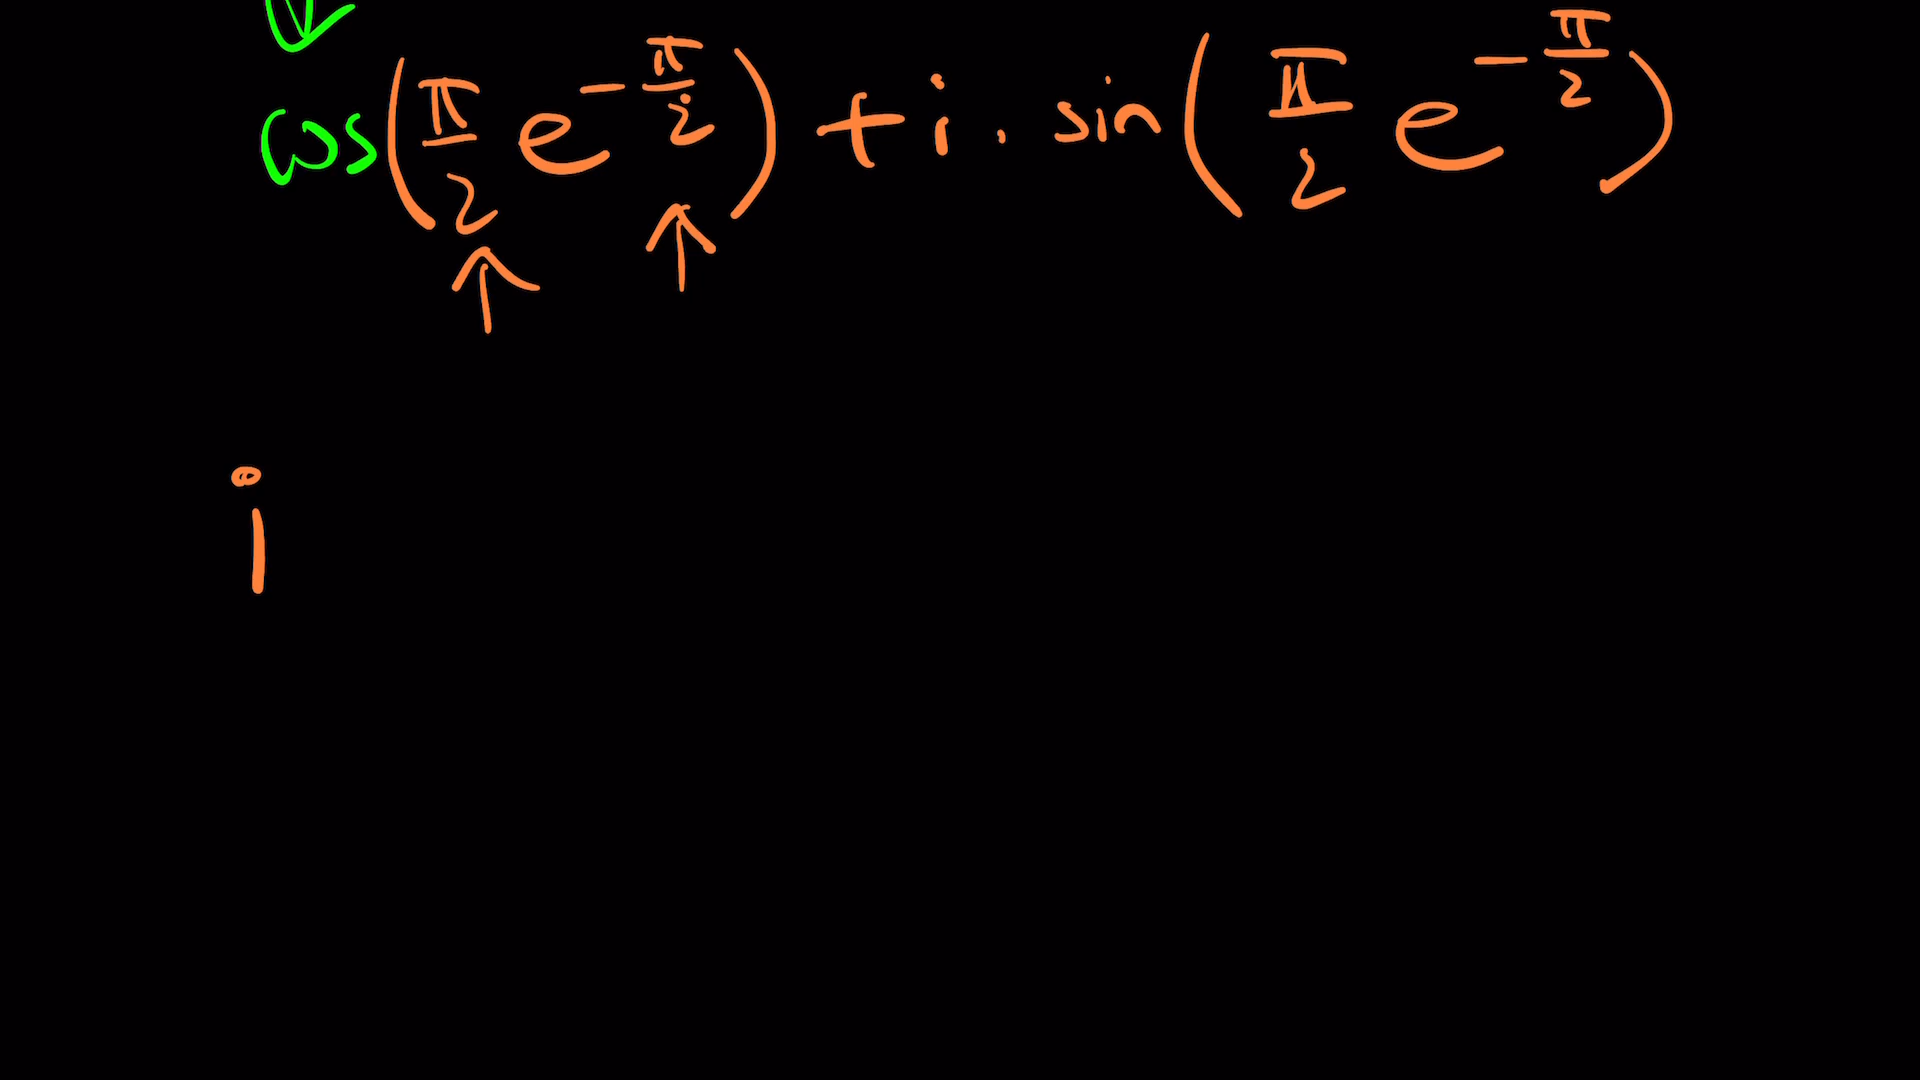 cos(π/2 e^(-π/2)) + i · sin(π/2 e^(-π/2))
i